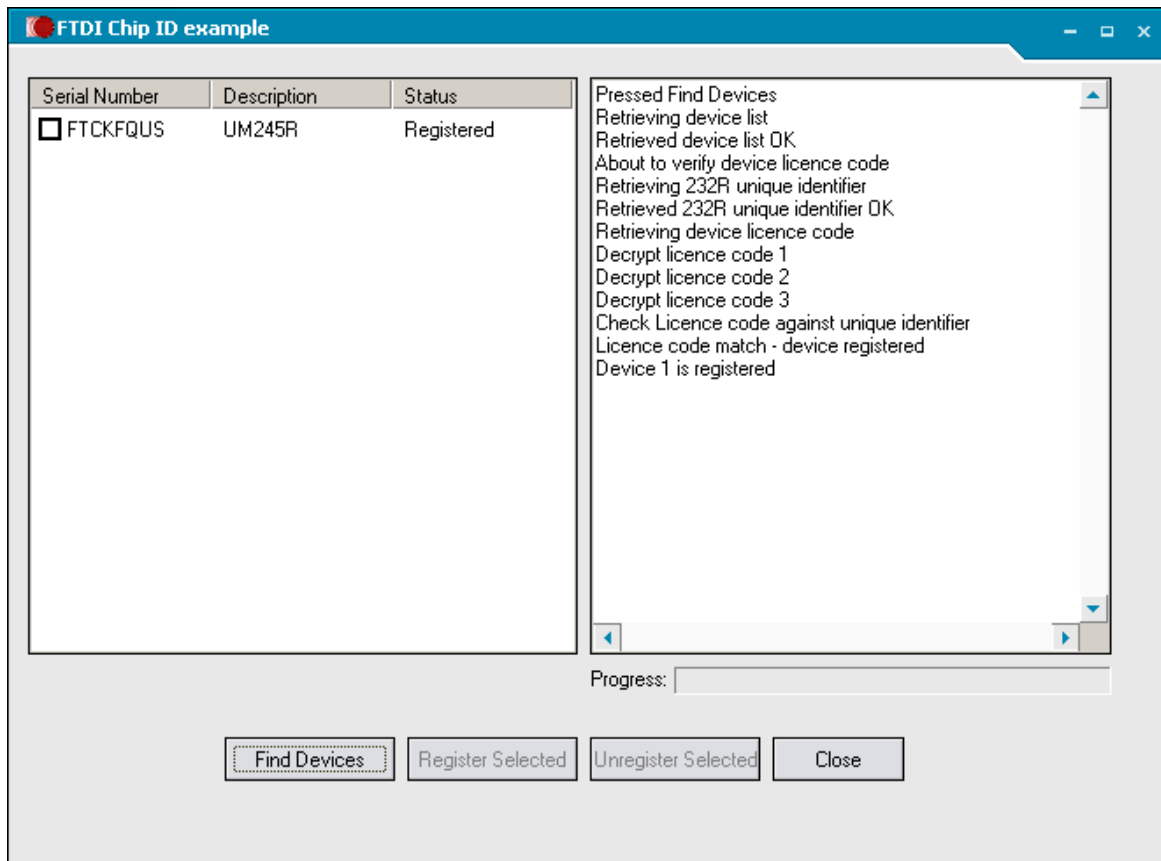 FTDI Chip ID example
Serial Number Description Status
FTCKFQUS UM245R Registered
Pressed Find Devices
Retrieving device list
Retrieved device list OK
About to verify device licence code
Retrieving 232R unique identifier
Retrieved 232R unique identifier OK
Retrieving device licence code
Decrypt licence code 1
Decrypt licence code 2
Decrypt licence code 3
Check Licence code against unique identifier
Licence code match - device registered
Device 1 is registered
Progress:
Find Devices Register Selected Unregister Selected Close